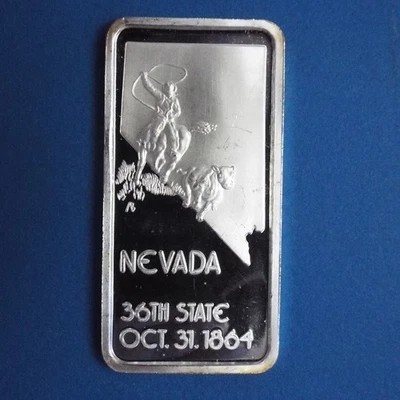 NEVADA
36TH STATE
OCT. 31. 1864